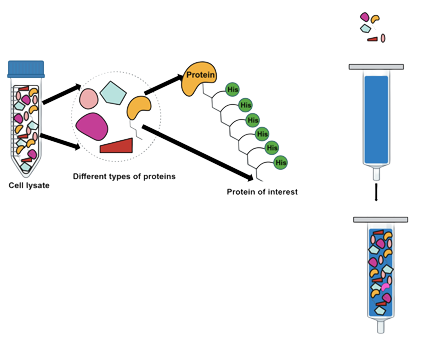 Protein
His
His
His
His
His
His
Cell lysate
Different types of proteins
Protein of interest